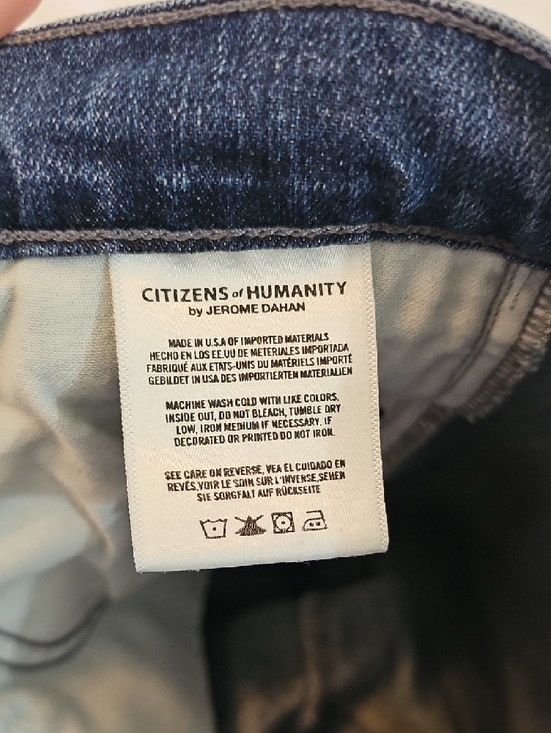 CITIZENS of HUMANITY
by JEROME DAHAN
MADE IN U.S.A OF IMPORTED MATERIALS
HECHO EN LOS EE.UU DE METERIALES IMPORTADA
FABRIQUÉ AUX ETATS-UNIS DU MATÉRIELS IMPORTÉ
GEBILDET IN USA DES IMPORTIERTEN MATERIALIEN
MACHINE WASH COLD WITH LIKE COLORS,
INSIDE OUT, DO NOT BLEACH, TUMBLE DRY
LOW, IRON MEDIUM IF NECESSARY. IF
DECORATED OR PRINTED DO NOT IRON.
SEE CARE ON REVERSE, VEA EL CUIDADO EN
REVÉS,VOIR LE SOIN SUR L'INVERSE,SEHEN
SIE SORGFALT AUF RÜCKSEITE